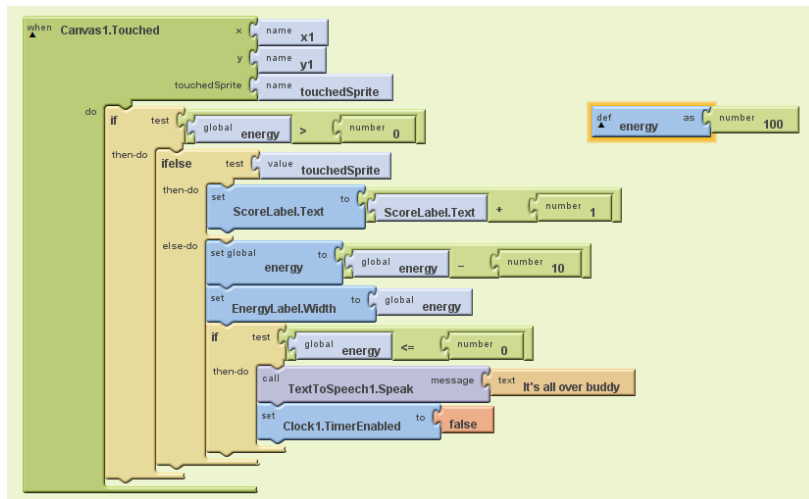 when Canvas1.Touched x name x1
y name y1
touchedSprite name touchedSprite
do if test global energy > number 0
def energy as number 100
then-do ifelse test value touchedSprite
then-do set ScoreLabel.Text to ScoreLabel.Text + number 1
else-do set global energy to global energy - number 10
set EnergyLabel.Width to global energy
if test global energy <= number 0
then-do call TextToSpeech1.Speak message text It's all over buddy
set Clock1.TimerEnabled to false